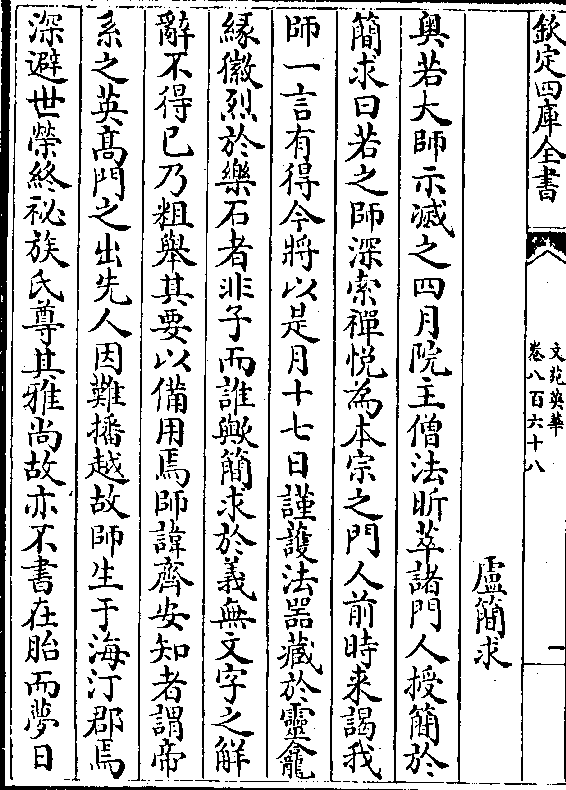 欽定四庫全書
文苑英華
卷八百六十八
一
盧簡求
奥若大師示滅之四月院主僧法昕萃諸門人授簡於
簡求曰若之師深索禪悦為本宗之門人前時来謁我
師一言有得今將以是月十七日謹䕶法器藏於靈龕
縁徽烈於樂石者非子而誰歟簡求於義無文字之解
辭不得已乃粗舉其要以備用焉師諱齊安知者謂帝
系之英髙門之出先人因難播越故師生于海汀郡焉
深避世榮終祕族氏尊其雅尚故亦不書在胎而夢日